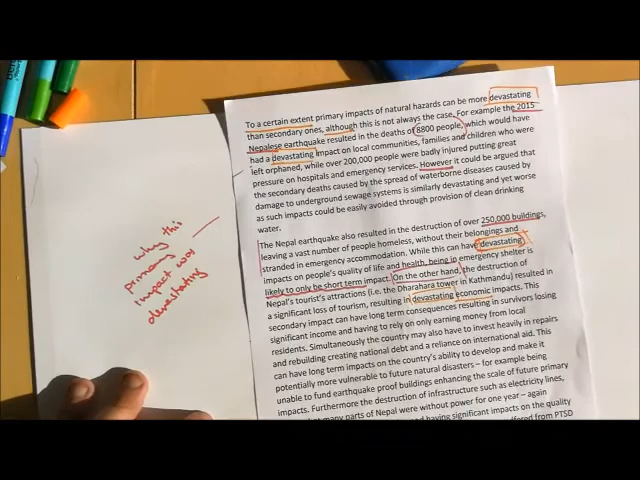 To a certain extent primary impacts of natural hazards can be more devastating
than secondary ones, although this is not always the case. For example the 2015
Nepalese earthquake resulted in the deaths of 8800 people, which would have
had a devastating impact on local communities, families and children who were
left orphaned, while over 200,000 people were badly injured putting great
pressure on hospitals and emergency services. However it could be argued that
the secondary deaths caused by the spread of waterborne diseases caused by
damage to underground sewage systems is similarly devastating and yet worse
as such impacts could be easily avoided through provision of clean drinking
water.
The Nepal earthquake also resulted in the destruction of over 250,000 buildings,
leaving a vast number of people homeless, without their belongings and
stranded in emergency accommodation. While this can have devastating
impacts on people's quality of life and health, being in emergency shelter is
likely to only be short term impact. On the other hand, the destruction of
Nepal's tourist's attractions (i.e. the Dharahara tower in Kathmandu) resulted in
a significant loss of tourism, resulting in devastating economic impacts. This
secondary impact can have long term consequences resulting in survivors losing
significant income and having to rely on only earning money from local
residents. Simultaneously the country may also have to invest heavily in repairs
and rebuilding creating national debt and a reliance on international aid. This
can have long term impacts on the country's ability to develop and make it
potentially more vulnerable to future natural disasters – for example being
unable to fund earthquake proof buildings enhancing the scale of future primary
impacts. Furthermore the destruction of infrastructure such as electricity lines,
many parts of Nepal were without power for one year – again
having significant impacts on the quality
from PTSD
why this
primary
impact was
devastating